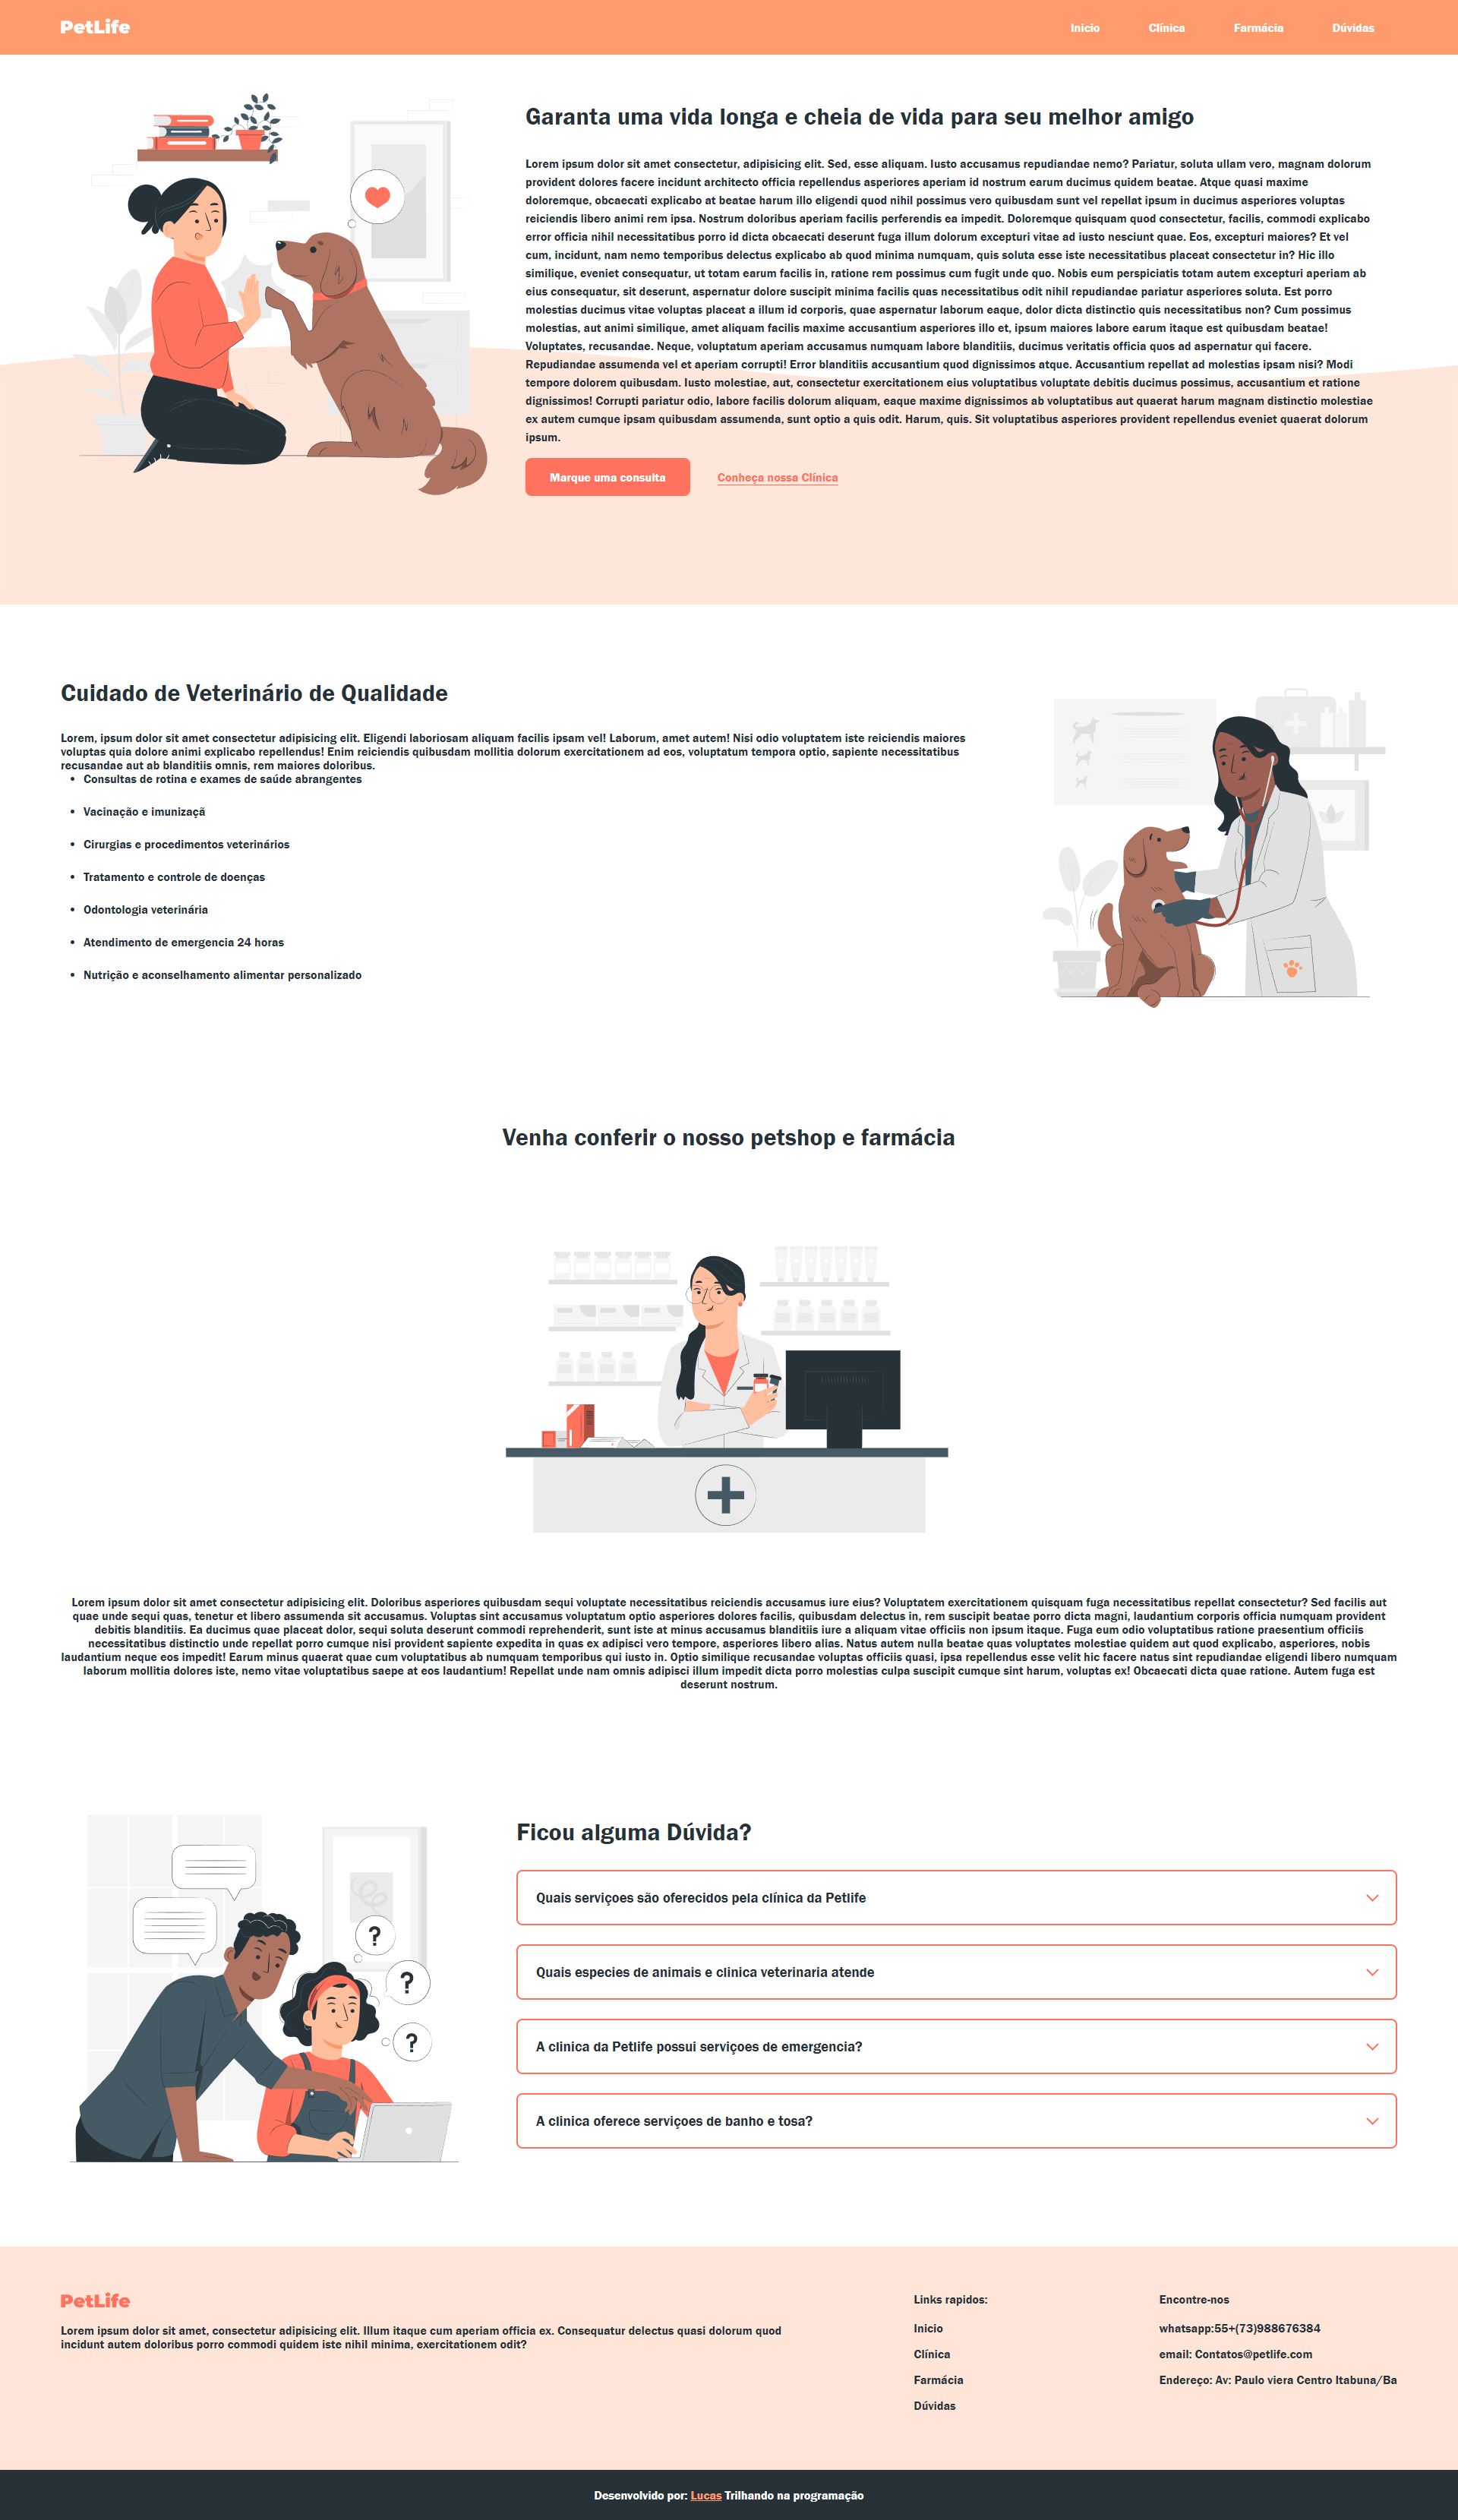 PetLife
Inicio
Clínica
Farmácia
Dúvidas
Garanta uma vida longa e cheia de vida para seu melhor amigo
Lorem ipsum dolor sit amet consectetur, adipisicing elit. Sed, esse aliquam. Iusto accusamus repudiandae nemo? Pariatur, soluta ullam vero, magnam dolorum
provident dolores facere incidunt architecto officia repellendus asperiores aperiam id nostrum earum ducimus quidem beatae. Atque quasi maxime
doloremque, obcaecati explicabo at beatae harum illo eligendi quod nihil possimus vero quibusdam sunt vel repellat ipsum in ducimus asperiores voluptas
reiciendis libero animi rem ipsa. Nostrum doloribus aperiam facilis perferendis ea impedit. Doloremque quisquam quod consectetur, facilis, commodi explicabo
error officia nihil necessitatibus porro id dicta obcaecati deserunt fuga illum dolorum excepturi vitae ad iusto nesciunt quae. Eos, excepturi maiores? Et vel
cum, incidunt, nam nemo temporibus delectus explicabo ab quod minima numquam, quis soluta esse iste necessitatibus placeat consectetur in? Hic illo
similique, eveniet consequatur, ut totam earum facilis in, ratione rem possimus cum fugit unde quo. Nobis eum perspiciatis totam autem excepturi aperiam ab
eius consequatur, sit deserunt, aspernatur dolore suscipit minima facilis quas necessitatibus odit nihil repudiandae pariatur asperiores soluta. Est porro
molestias ducimus vitae voluptas placeat a illum id corporis, quae aspernatur laborum eaque, dolor dicta distinctio quis necessitatibus non? Cum possimus
molestias, aut animi similique, amet aliquam facilis maxime accusantium asperiores illo et, ipsum maiores labore earum itaque est quibusdam beatae!
Voluptates, recusandae. Neque, voluptatum aperiam accusamus numquam labore blanditiis, ducimus veritatis officia quos ad aspernatur qui facere.
Repudiandae assumenda vel et aperiam corrupti! Error blanditiis accusantium quod dignissimos atque. Accusantium repellat ad molestias ipsam nisi? Modi
tempore dolorem quibusdam. Iusto molestiae, aut, consectetur exercitationem eius voluptatibus voluptate debitis ducimus possimus, accusantium et ratione
dignissimos! Corrupti pariatur odio, labore facilis dolorum aliquam, eaque maxime dignissimos ab voluptatibus aut quaerat harum magnam distinctio molestiae
ex autem cumque ipsam quibusdam assumenda, sunt optio a quis odit. Harum, quis. Sit voluptatibus asperiores provident repellendus eveniet quaerat dolorum
ipsum.
Marque uma consulta
Conheça nossa Clínica
Cuidado de Veterinário de Qualidade
Lorem, ipsum dolor sit amet consectetur adipisicing elit. Eligendi laboriosam aliquam facilis ipsam vel! Laborum, amet autem! Nisi odio voluptatem iste reiciendis maiores
voluptas quia dolore animi explicabo repellendus! Enim reiciendis quibusdam mollitia dolorum exercitationem ad eos, voluptatum tempora optio, sapiente necessitatibus
recusandae aut ab blanditiis omnis, rem maiores doloribus.
• Consultas de rotina e exames de saúde abrangentes
• Vacinação e imunizaçã
• Cirurgias e procedimentos veterinários
• Tratamento e controle de doenças
• Odontologia veterinária
• Atendimento de emergencia 24 horas
• Nutrição e aconselhamento alimentar personalizado
Venha conferir o nosso petshop e farmácia
Lorem ipsum dolor sit amet consectetur adipisicing elit. Doloribus asperiores quibusdam sequi voluptate necessitatibus reiciendis accusamus iure eius? Voluptatem exercitationem quisquam fuga necessitatibus repellat consectetur? Sed facilis aut
quae unde sequi quas, tenetur et libero assumenda sit accusamus. Voluptas sint accusamus voluptatum optio asperiores dolores facilis, quibusdam delectus in, rem suscipit beatae porro dicta magni, laudantium corporis officia numquam provident
debitis blanditiis. Ea ducimus quae placeat dolor, sequi soluta deserunt commodi reprehenderit, sunt iste at minus accusamus blanditiis iure a aliquam vitae officiis non ipsum itaque. Fuga eum odio voluptatibus ratione praesentium officiis
necessitatibus distinctio unde repellat porro cumque nisi provident sapiente expedita in quas ex adipisci vero tempore, asperiores libero alias. Natus autem nulla beatae quas voluptates molestiae quidem aut quod explicabo, asperiores, nobis
laudantium neque eos impedit! Earum minus quaerat quae cum voluptatibus ab numquam temporibus qui iusto in. Optio similique recusandae voluptas officiis quasi, ipsa repellendus esse velit hic facere natus sint repudiandae eligendi libero numquam
laborum mollitia dolores iste, nemo vitae voluptatibus saepe at eos laudantium! Repellat unde nam omnis adipisci illum impedit dicta porro molestias culpa suscipit cumque sint harum, voluptas ex! Obcaecati dicta quae ratione. Autem fuga est
deserunt nostrum.
?
?
?
Ficou alguma Dúvida?
Quais serviçoes são oferecidos pela clínica da Petlife
Quais especies de animais e clinica veterinaria atende
A clinica da Petlife possui serviçoes de emergencia?
A clinica oferece serviçoes de banho e tosa?
PetLife
Lorem ipsum dolor sit amet, consectetur adipisicing elit. Illum itaque cum aperiam officia ex. Consequatur delectus quasi dolorum quod
incidunt autem doloribus porro commodi quidem iste nihil minima, exercitationem odit?
Links rapidos:
Inicio
Clínica
Farmácia
Dúvidas
Encontre-nos
whatsapp:55+(73)988676384
email: Contatos@petlife.com
Endereço: Av: Paulo viera Centro Itabuna/Ba
Desenvolvido por: Lucas Trilhando na programação